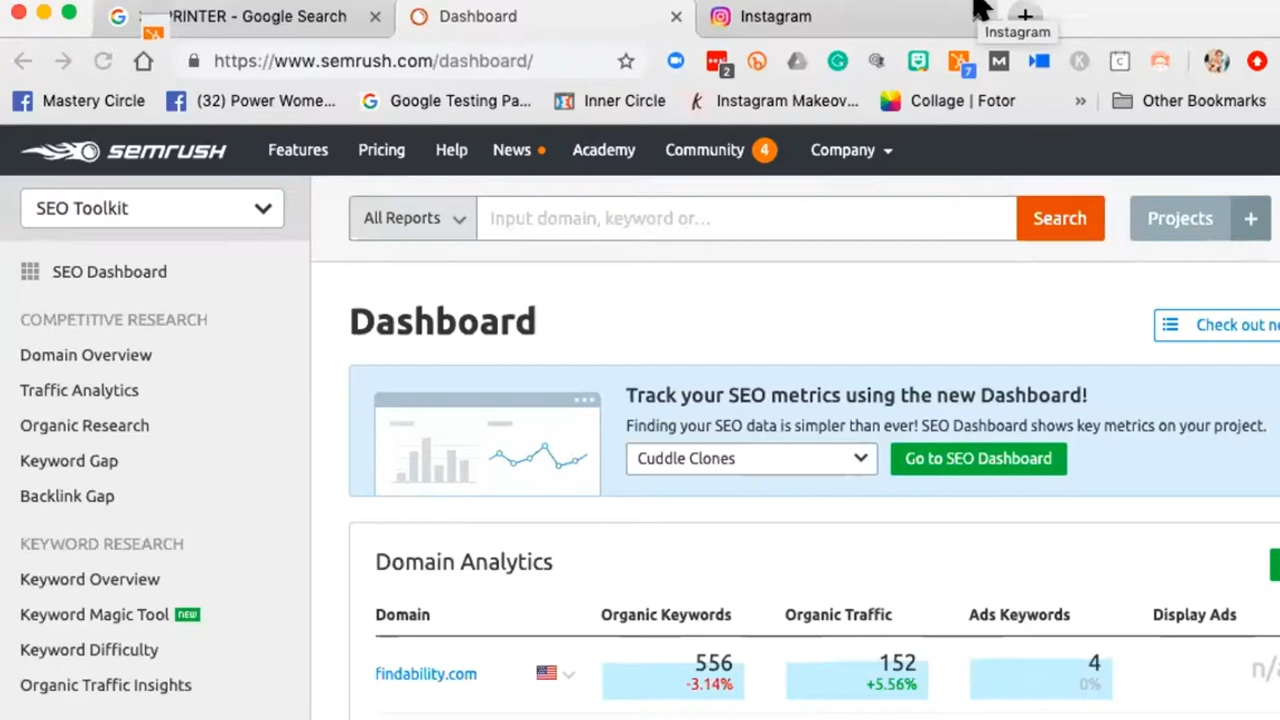 PRINTER - Google Search
Dashboard
Instagram
Instagram
https://www.semrush.com/dashboard/
2
7
M
K
C
Mastery Circle
(32) Power Wome...
Google Testing Pa...
Inner Circle
Instagram Makeov...
Collage | Fotor
»
Other Bookmarks
SEMRUSH
Features
Pricing
Help
News
Academy
Community
4
Company
SEO Toolkit
All Reports
Input domain, keyword or...
Search
Projects
+
SEO Dashboard
COMPETITIVE RESEARCH
Domain Overview
Traffic Analytics
Organic Research
Keyword Gap
Backlink Gap
KEYWORD RESEARCH
Keyword Overview
Keyword Magic Tool NEW
Keyword Difficulty
Organic Traffic Insights
Dashboard
Check out ne
Track your SEO metrics using the new Dashboard!
Finding your SEO data is simpler than ever! SEO Dashboard shows key metrics on your project.
Cuddle Clones
Go to SEO Dashboard
Domain Analytics
Domain Organic Keywords Organic Traffic Ads Keywords Display Ads
findability.com 556 152 4 n/a
-3.14% +5.56% 0%